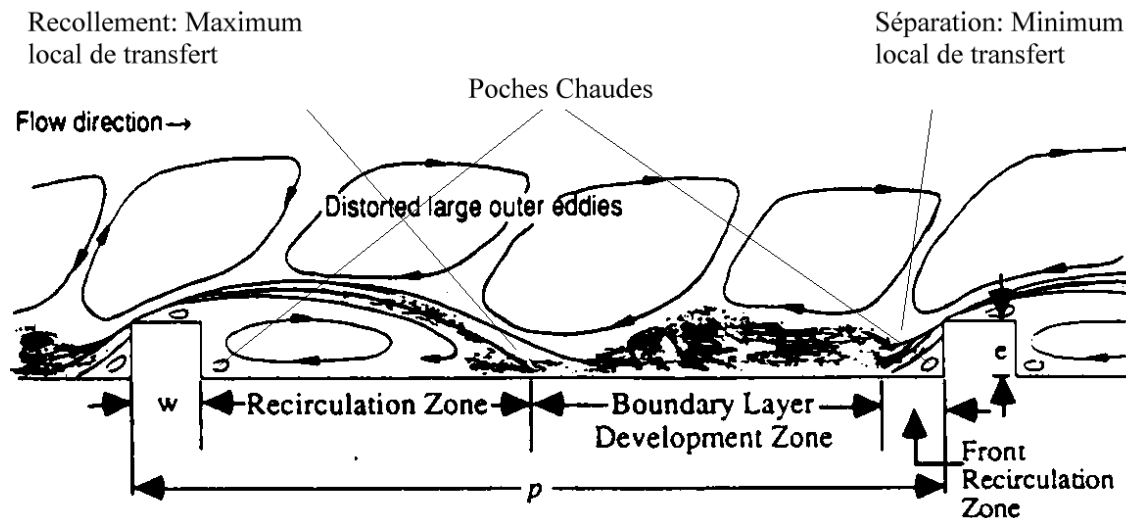 Recollement: Maximum
local de transfert
Séparation: Minimum
local de transfert
Poches Chaudes
Flow direction→
Distorted large outer eddies
e
w
Recirculation Zone
Boundary Layer
Development Zone
Front
Recirculation
Zone
p